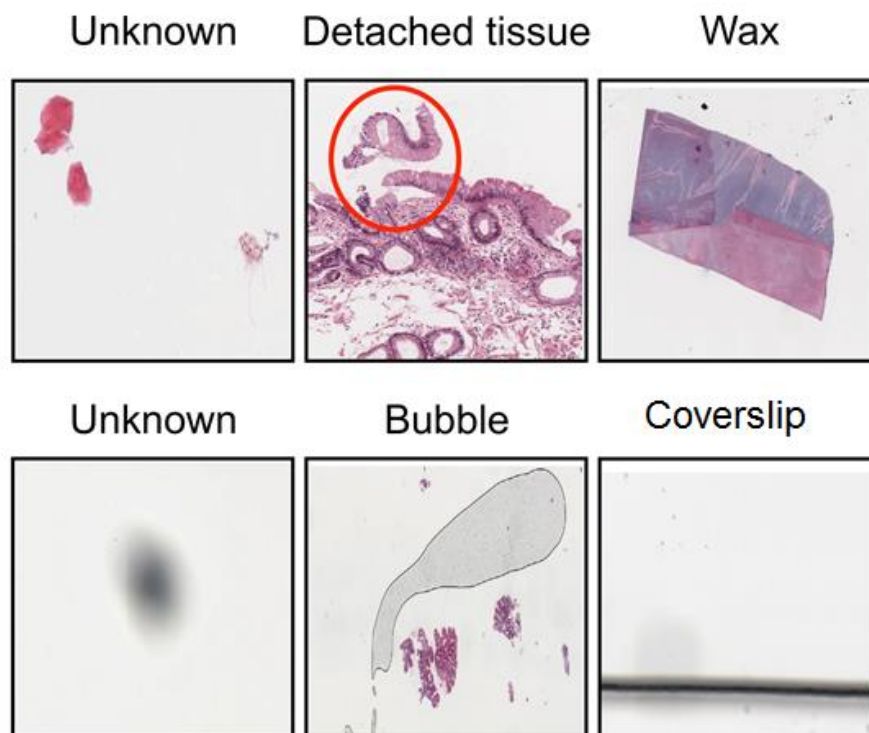 Unknown
Detached tissue
Wax
Unknown
Bubble
Coverslip